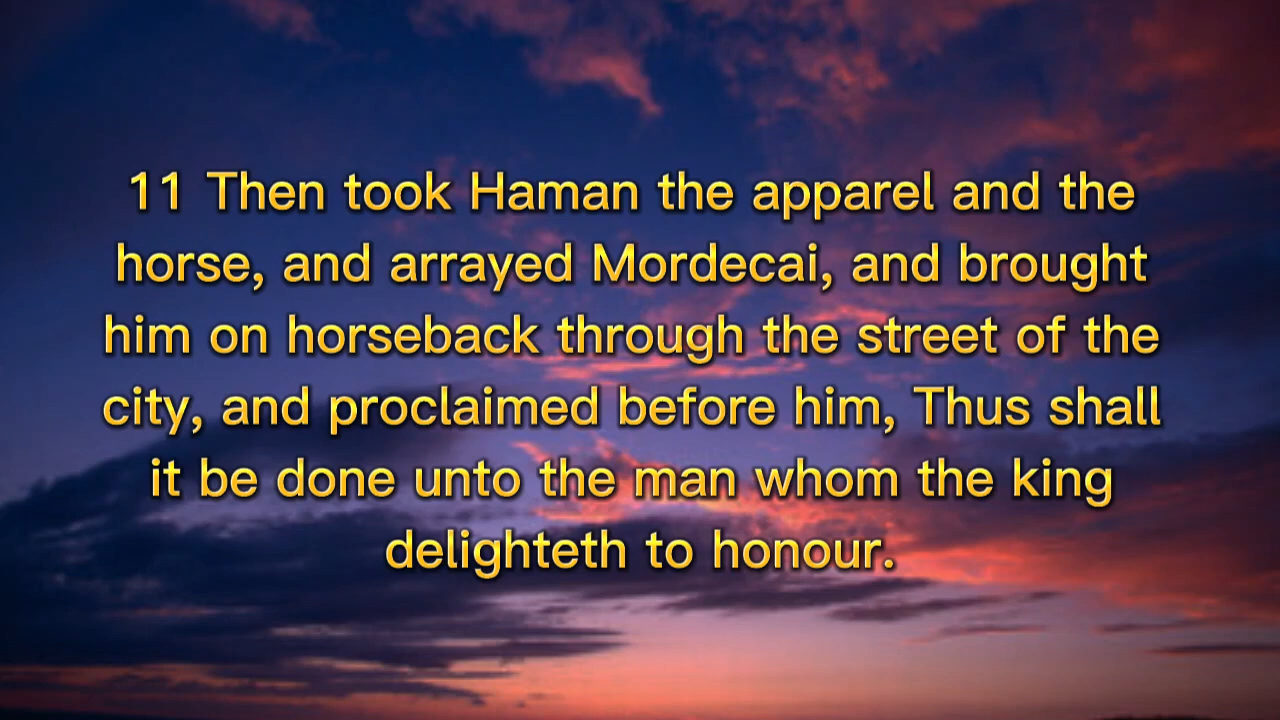 11 Then took Haman the apparel and the
horse, and arrayed Mordecai, and brought
him on horseback through the street of the
city, and proclaimed before him, Thus shall
it be done unto the man whom the king
delighteth to honour.